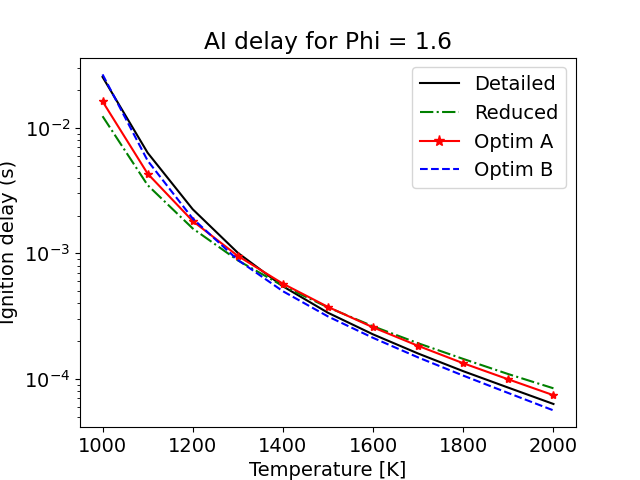 AI delay for Phi = 1.6
Ignition delay (s)
10⁻²
10⁻³
10⁻⁴
Detailed
Reduced
Optim A
Optim B
1000 1200 1400 1600 1800 2000
Temperature [K]